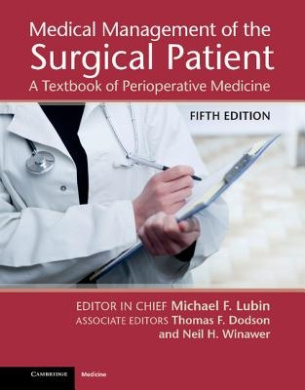 Medical Management of the
Surgical Patient
A Textbook of Perioperative Medicine
FIFTH EDITION
EDITOR IN CHIEF Michael F. Lubin
ASSOCIATE EDITORS Thomas F. Dodson
and Neil H. Winawer
CAMBRIDGE Medicine